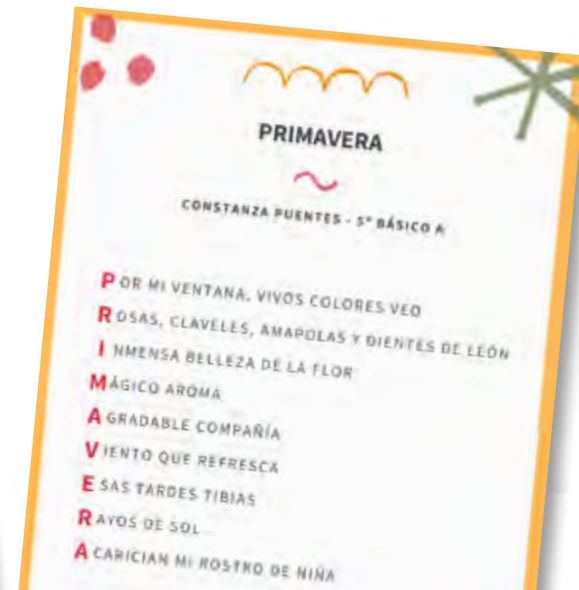 PRIMAVERA
CONSTANZA PUENTES - 5° BÁSICO A
POR MI VENTANA, VIVOS COLORES VEO
ROSAS, CLAVELES, AMAPOLAS Y DIENTES DE LEÓN
INMENSA BELLEZA DE LA FLOR
MÁGICO AROMA
AGRADABLE COMPAÑÍA
VIENTO QUE REFRESCA
ESAS TARDES TIBIAS
RAYOS DE SOL
ACARICIAN MI ROSTRO DE NIÑA